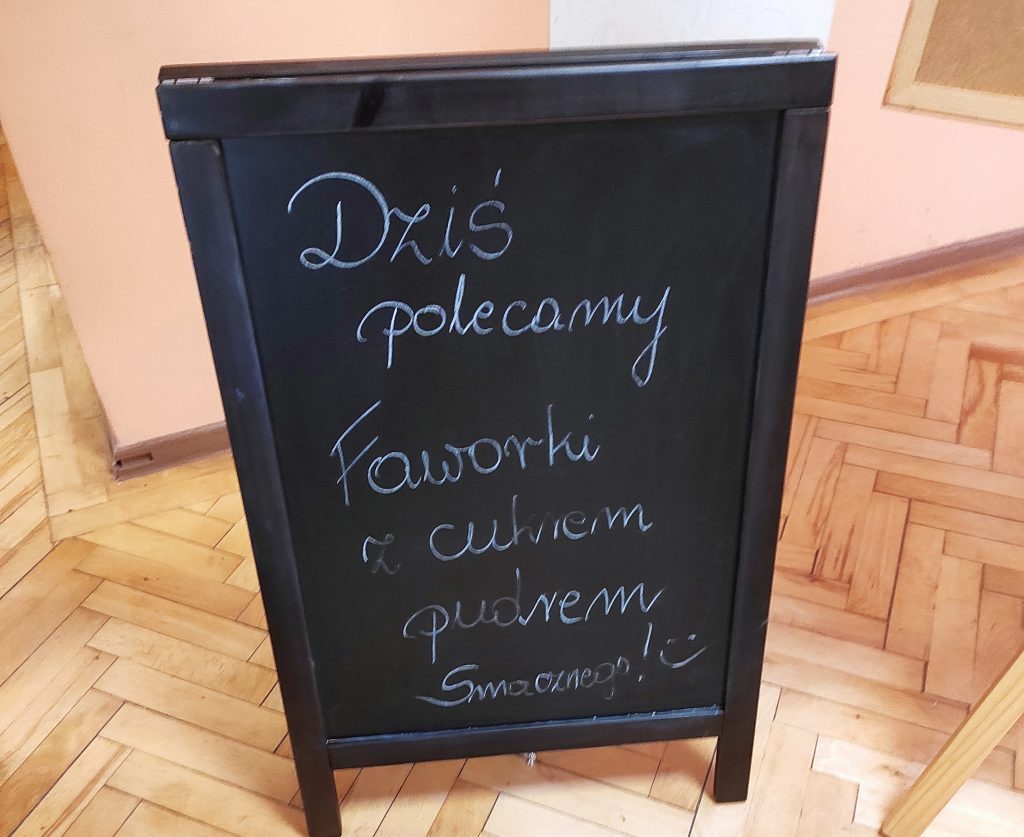 Dziś
polecamy
Faworki
z cukrem
pudrem
Smacznego! :)